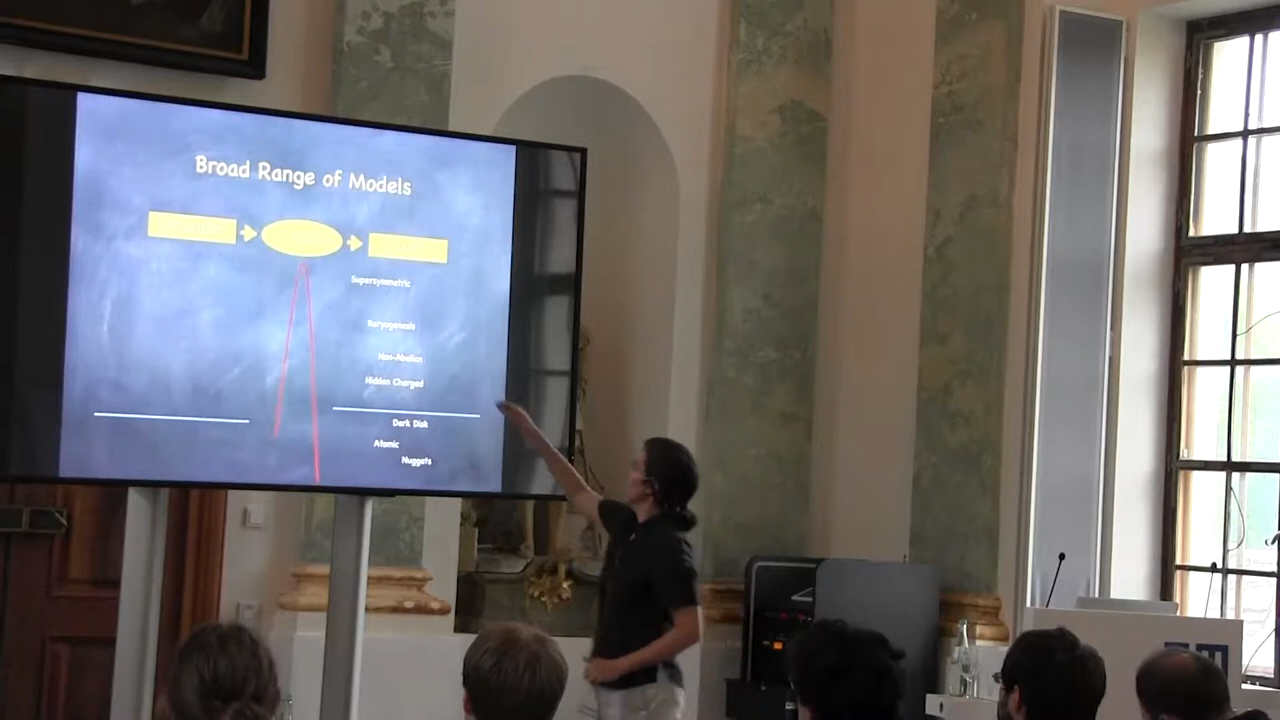 Broad Range of Models
Supersymmetric
Baryogenesis
Non-Abelian
Hidden Charged
Dark Disk
Atomic
Nuggets